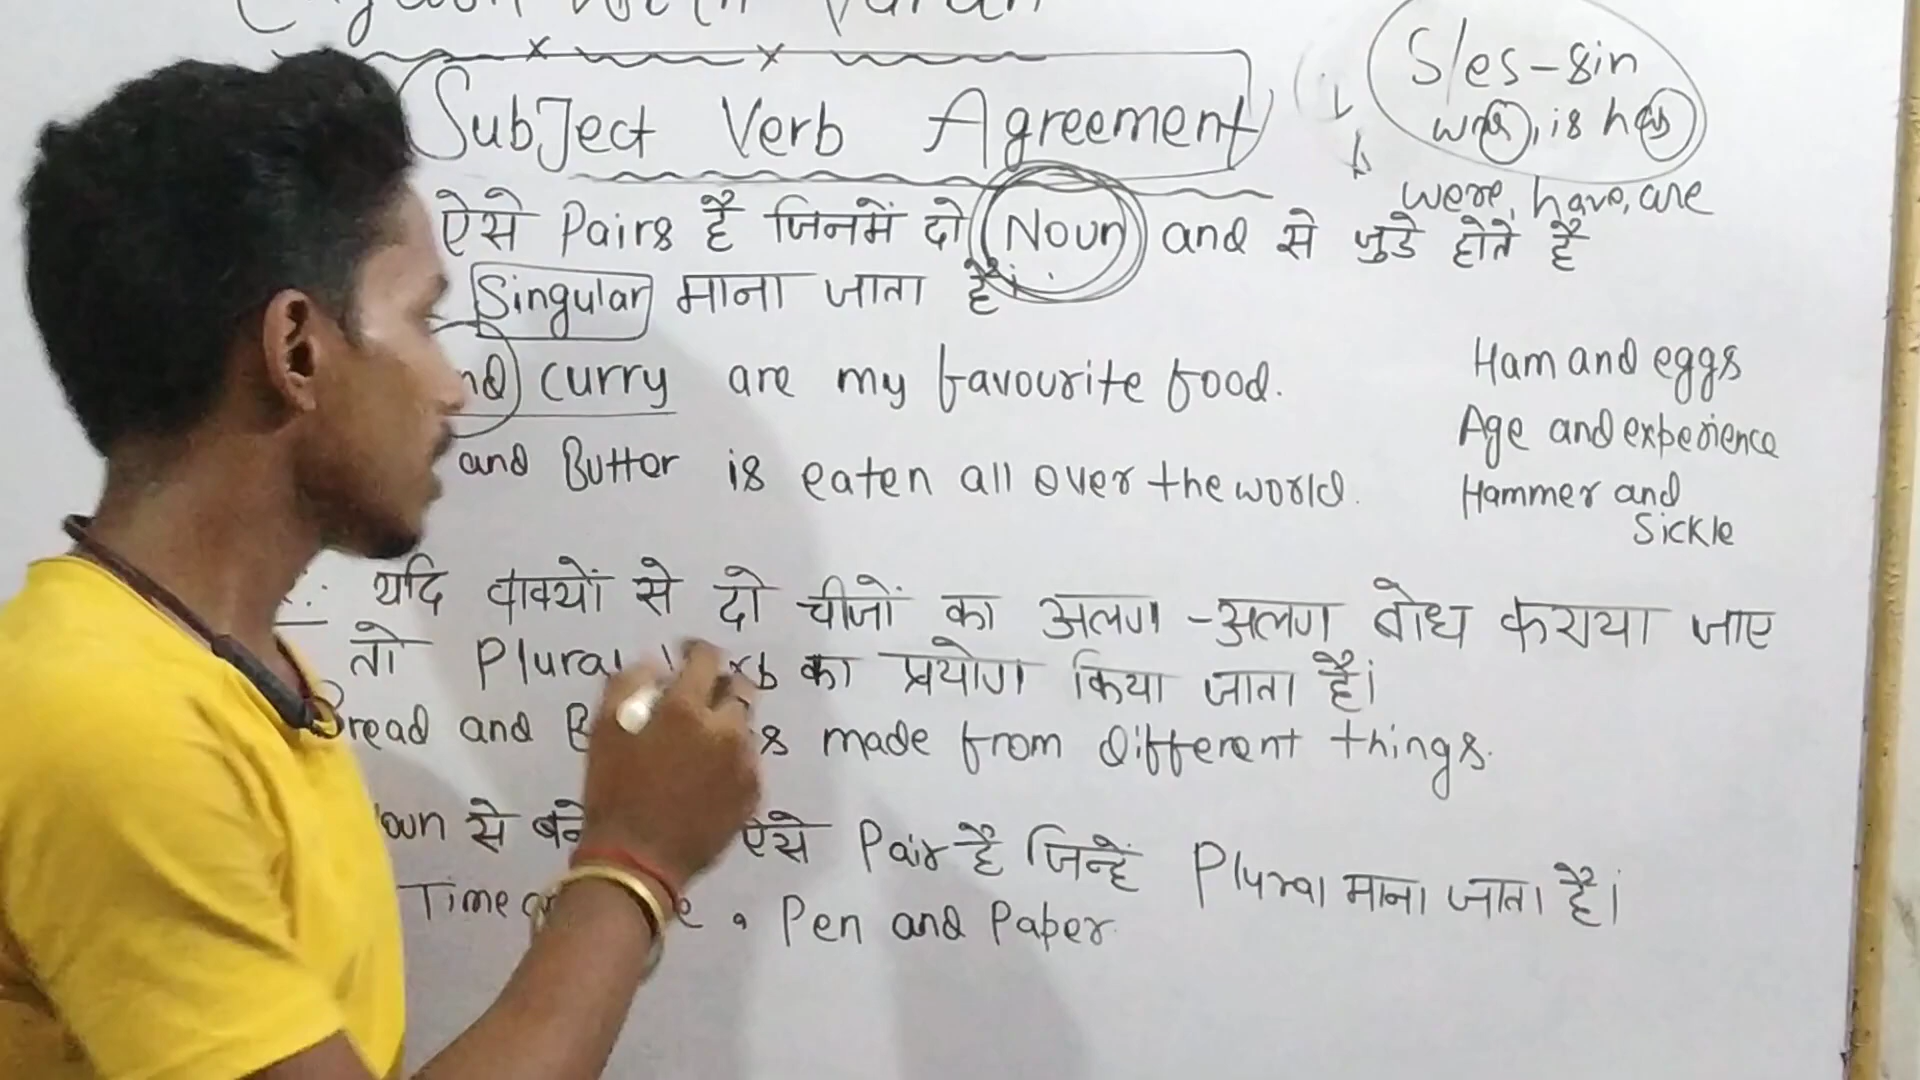 SubJect Verb Agreement
S/es-sin
was, is has
were, have, are
ऐसे Pairs है जिनमें दो Noun and से जुडे होते है
Singular माना जाता है।
curry are my favourite food.
and Butter is eaten all over the world.
Ham and eggs
Age and experience
Hammer and
Sickle
यदि वाक्यों से दो चीजों का अलग-अलग बोध कराया जाए
तो Plural का प्रयोग किया जाता है।
Bread and made from different things.
से ऐसे Pair है जिन्हें Plural माना जाता है।
Time , Pen and Paper